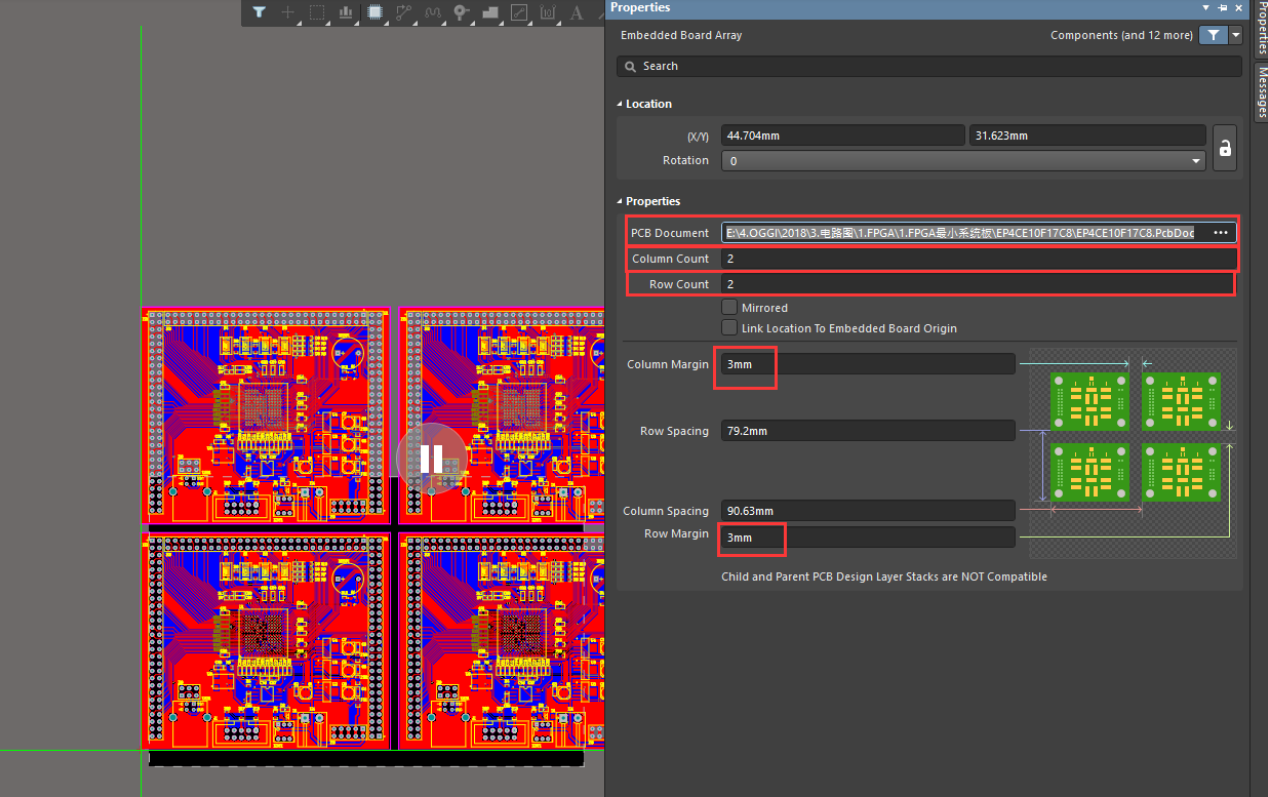 Properties
Embedded Board Array
Components (and 12 more)
Search
Location
(X/Y)
44.704mm
31.623mm
Rotation
0
Properties
PCB Document
E:\4.OGGI\2018\3.电路图\1.FPGA\1.FPGA最小系统板\EP4CE10F17C8\EP4CE10F17C8.PcbDoc
Column Count
2
Row Count
2
Mirrored
Link Location To Embedded Board Origin
Column Margin
3mm
Row Spacing
79.2mm
Column Spacing
90.63mm
Row Margin
3mm
Child and Parent PCB Design Layer Stacks are NOT Compatible
Properties
Messages